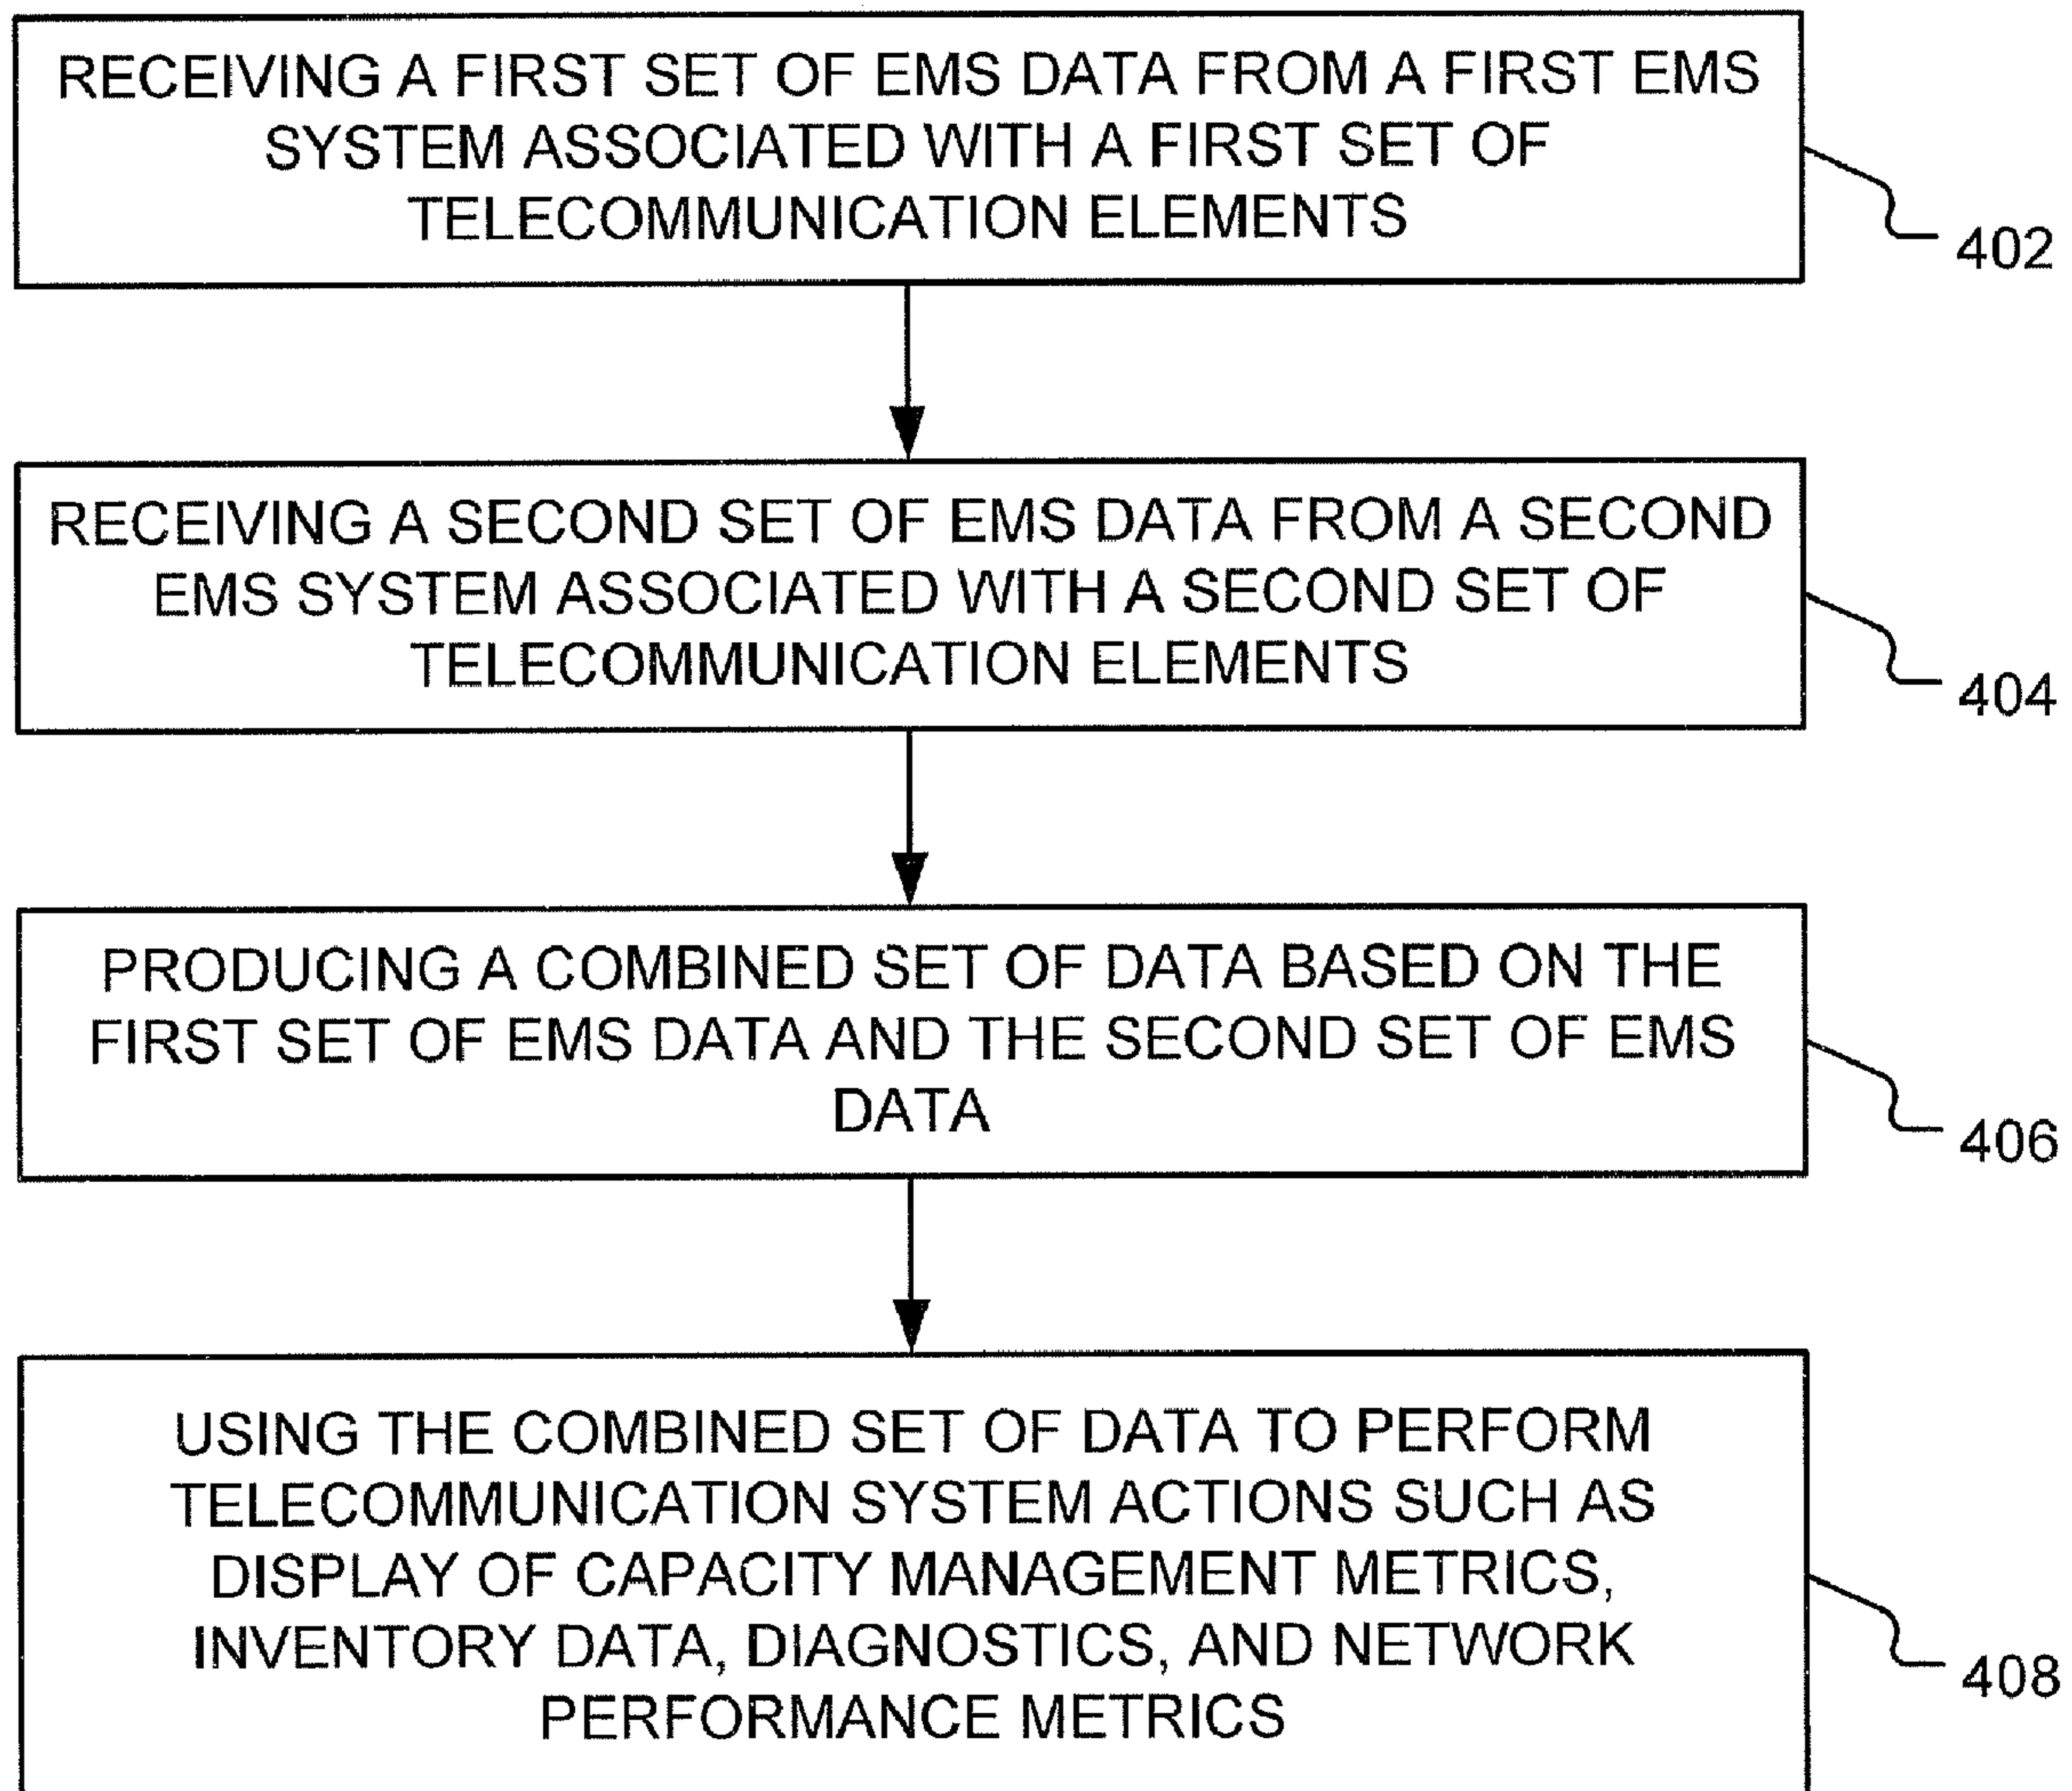 RECEIVING A FIRST SET OF EMS DATA FROM A FIRST EMS
SYSTEM ASSOCIATED WITH A FIRST SET OF
TELECOMMUNICATION ELEMENTS
402
RECEIVING A SECOND SET OF EMS DATA FROM A SECOND
EMS SYSTEM ASSOCIATED WITH A SECOND SET OF
TELECOMMUNICATION ELEMENTS
404
PRODUCING A COMBINED SET OF DATA BASED ON THE
FIRST SET OF EMS DATA AND THE SECOND SET OF EMS
DATA
406
USING THE COMBINED SET OF DATA TO PERFORM
TELECOMMUNICATION SYSTEM ACTIONS SUCH AS
DISPLAY OF CAPACITY MANAGEMENT METRICS,
INVENTORY DATA, DIAGNOSTICS, AND NETWORK
PERFORMANCE METRICS
408